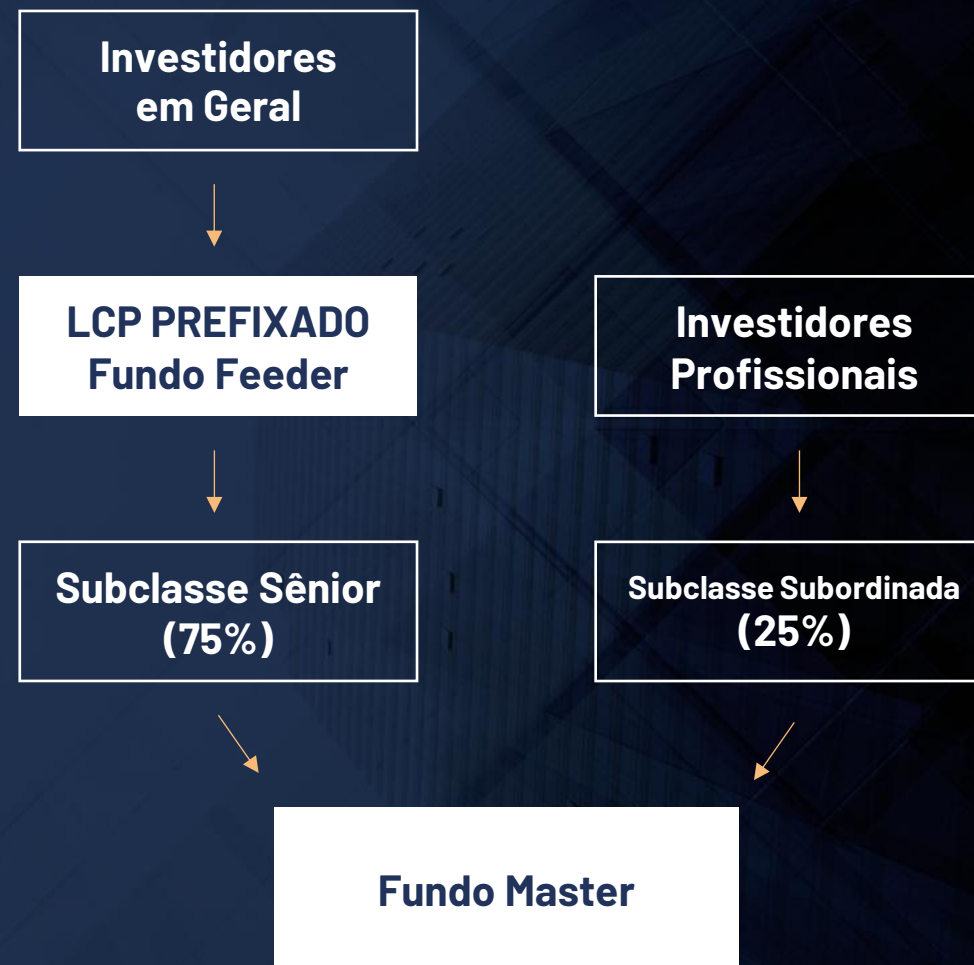 Investidores
em Geral
LCP PREFIXADO
Fundo Feeder
Investidores
Profissionais
Subclasse Sênior
(75%)
Subclasse Subordinada
(25%)
Fundo Master